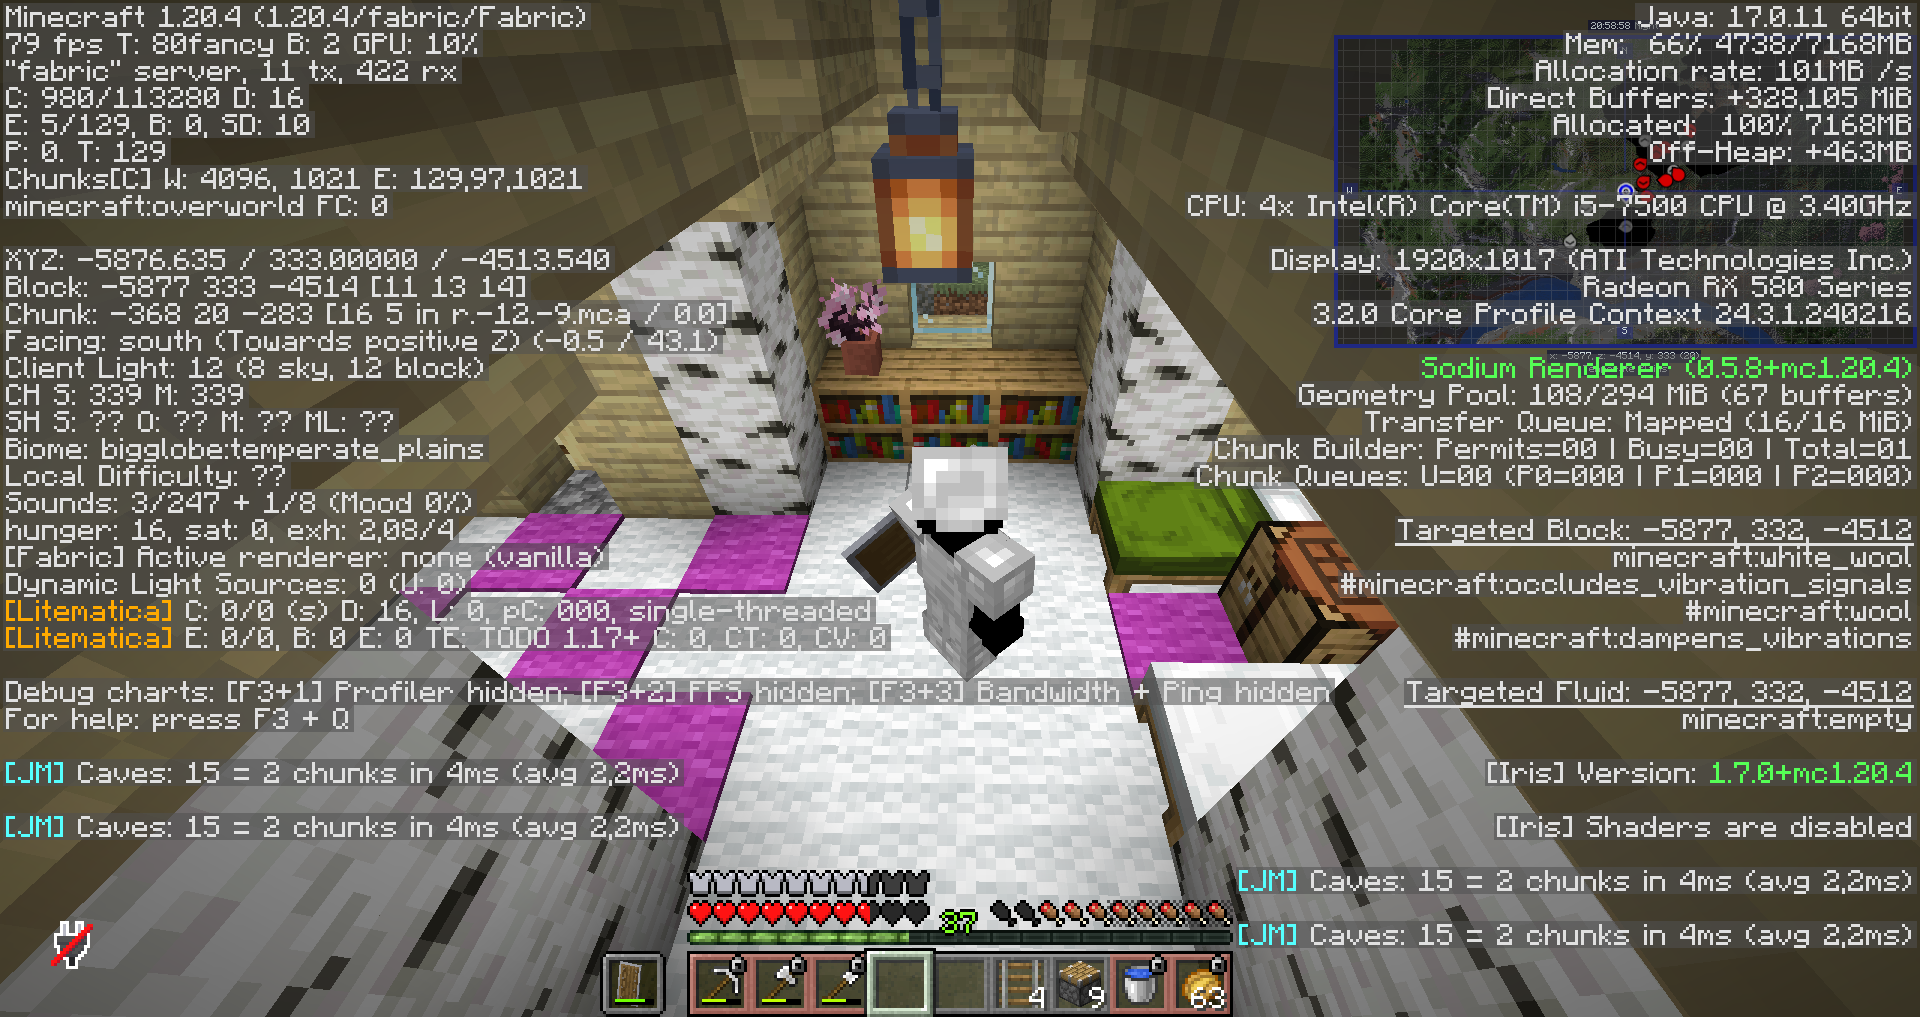 Minecraft 1.20.4 (1.20.4/fabric/Fabric)
79 fps T: 80fancy B: 2 GPU: 10%
"fabric" server, 11 tx, 422 rx
C: 980/113280 D: 16
E: 5/129, B: 0, SD: 10
P: 0. T: 129
Chunks[C] W: 4096, 1021 E: 129,97,1021
minecraft:overworld FC: 0
XYZ: -5876.635 / 333.00000 / -4513.540
Block: -5877 333 -4514 [11 13 14]
Chunk: -368 20 -283 [16 5 in r.-12.-9.mca / 0.0]
Facing: south (Towards positive Z) (-0.5 / 43.1)
Client Light: 12 (8 sky, 12 block)
CH S: 339 M: 339
SH S: ?? O: ?? M: ?? ML: ??
Biome: bigglobe:temperate_plains
Local Difficulty: ??
Sounds: 3/247 + 1/8 (Mood 0%)
hunger: 16, sat: 0, exh: 2,08/4
[Fabric] Active renderer: none (vanilla)
Dynamic Light Sources: 0 (U: 0)
[Litematica] C: 0/0 (s) D: 16, L: 0, pC: 000, single-threaded
[Litematica] E: 0/0, B: 0 E: 0 TE: TODO 1.17+ C: 0, CT: 0, CW: 0
Debug charts: [F3+1] Profiler hidden; [F3+2] FPS hidden; [F3+3] Bandwidth + Ping hidden
For help: press F3 + Q
[JM] Caves: 15 = 2 chunks in 4ms (avg 2,2ms)
[JM] Caves: 15 = 2 chunks in 4ms (avg 2,2ms)
20:58:58
Java: 17.0.11 64bit
Mem: 66% 4738/7168MB
Allocation rate: 101MB /s
Direct Buffers: +328,105 MiB
Allocated: 100% 7168MB
Off-Heap: +463MB
W
E
CPU: 4x Intel(R) Core(TM) i5-7500 CPU @ 3.40GHz
Display: 1920x1017 (ATI Technologies Inc.)
Radeon RX 580 Series
3.2.0 Core Profile Context 24.3.1.240216
S
x: -5877, z: -4514, y: 333 (20)
Sodium Renderer (0.5.8+mc1.20.4)
Geometry Pool: 108/294 MiB (67 buffers)
Transfer Queue: Mapped (16/16 MiB)
Chunk Builder: Permits=00 | Busy=00 | Total=01
Chunk Queues: U=00 (P0=000 | P1=000 | P2=000)
Targeted Block: -5877, 332, -4512
minecraft:white_wool
#minecraft:occludes_vibration_signals
#minecraft:wool
#minecraft:dampens_vibrations
Targeted Fluid: -5877, 332, -4512
minecraft:empty
[Iris] Version: 1.7.0+mc1.20.4
[Iris] Shaders are disabled
[JM] Caves: 15 = 2 chunks in 4ms (avg 2,2ms)
[JM] Caves: 15 = 2 chunks in 4ms (avg 2,2ms)
37
4
9
63